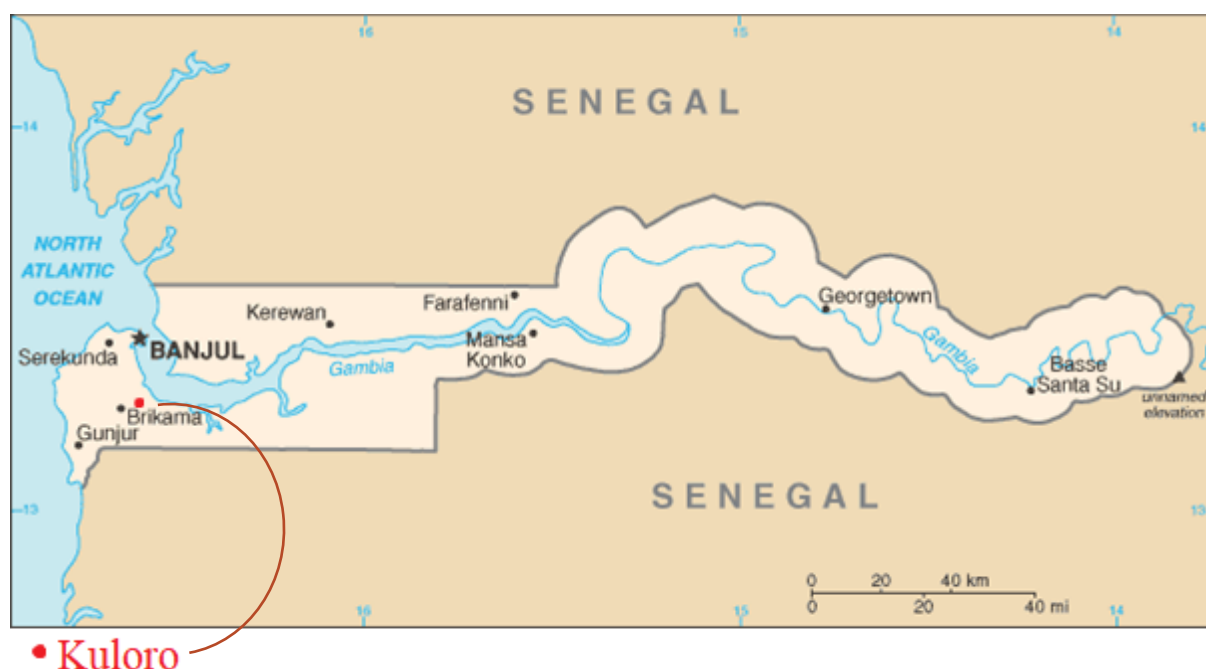 16
15
14
SENEGAL
14
14
NORTH
ATLANTIC
OCEAN
Kerewan
Farafenni
Georgetown
Serekunda
BANJUL
Mansa
Konko
Gambia
Gambia
Basse
Santa Su
Brikama
unnamed
elevation
Gunjur
SENEGAL
13
13
0 20 40 km
0 20 40 mi
16
15
14
• Kuloro